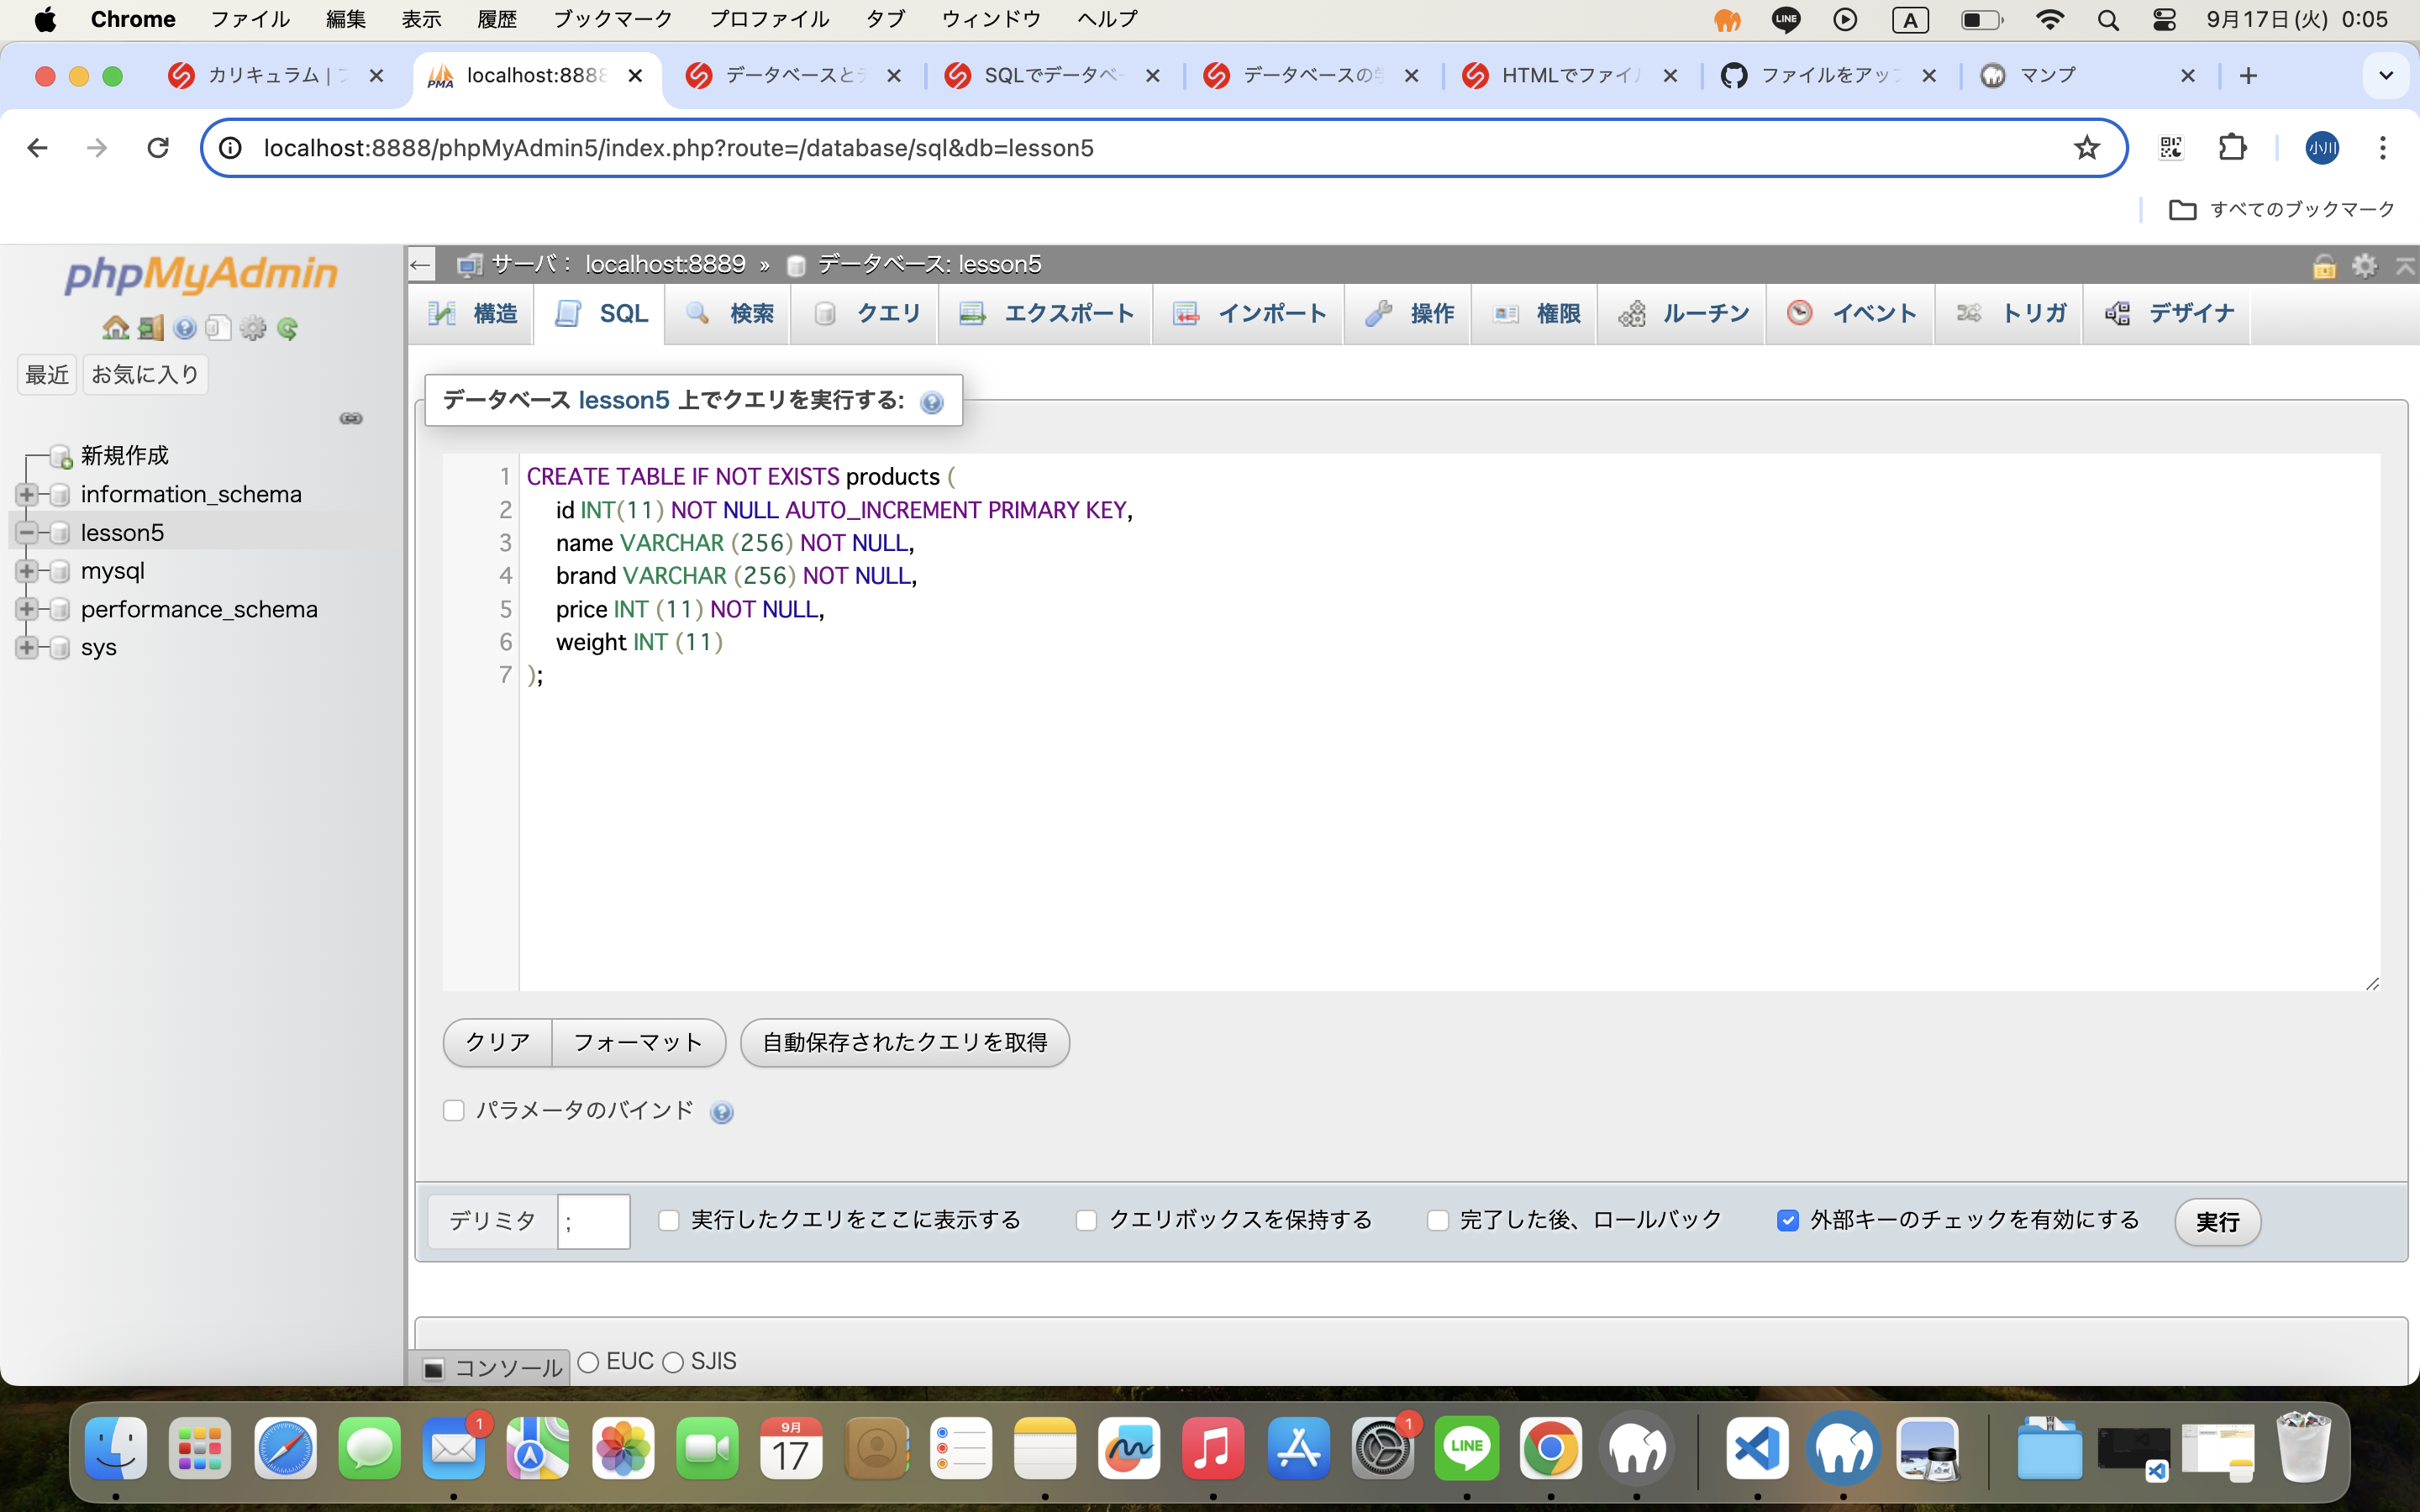 Chrome ファイル 編集 表示 履歴 ブックマーク プロファイル タブ ウィンドウ ヘルプ LINE A 9月17日(火) 0:05
カリキュラム | localhost:8888 データベースと SQLでデータベ データベースの HTMLでファイ ファイルをアップ マンプ
localhost:8888/phpMyAdmin5/index.php?route=/database/sql&db=lesson5 小川
すべてのブックマーク
phpMyAdmin
最近 お気に入り
新規作成
information_schema
lesson5
mysql
performance_schema
sys
サーバ: localhost:8889 » データベース: lesson5
構造 SQL 検索 クエリ エクスポート インポート 操作 権限 ルーチン イベント トリガ デザイナ
データベース lesson5 上でクエリを実行する:
1 CREATE TABLE IF NOT EXISTS products (
2 id INT(11) NOT NULL AUTO_INCREMENT PRIMARY KEY,
3 name VARCHAR (256) NOT NULL,
4 brand VARCHAR (256) NOT NULL,
5 price INT (11) NOT NULL,
6 weight INT (11)
7 );
クリア フォーマット 自動保存されたクエリを取得
パラメータのバインド
デリミタ ; 実行したクエリをここに表示する クエリボックスを保持する 完了した後、ロールバック 外部キーのチェックを有効にする 実行
コンソール EUC SJIS
1 9月 17 1 LINE